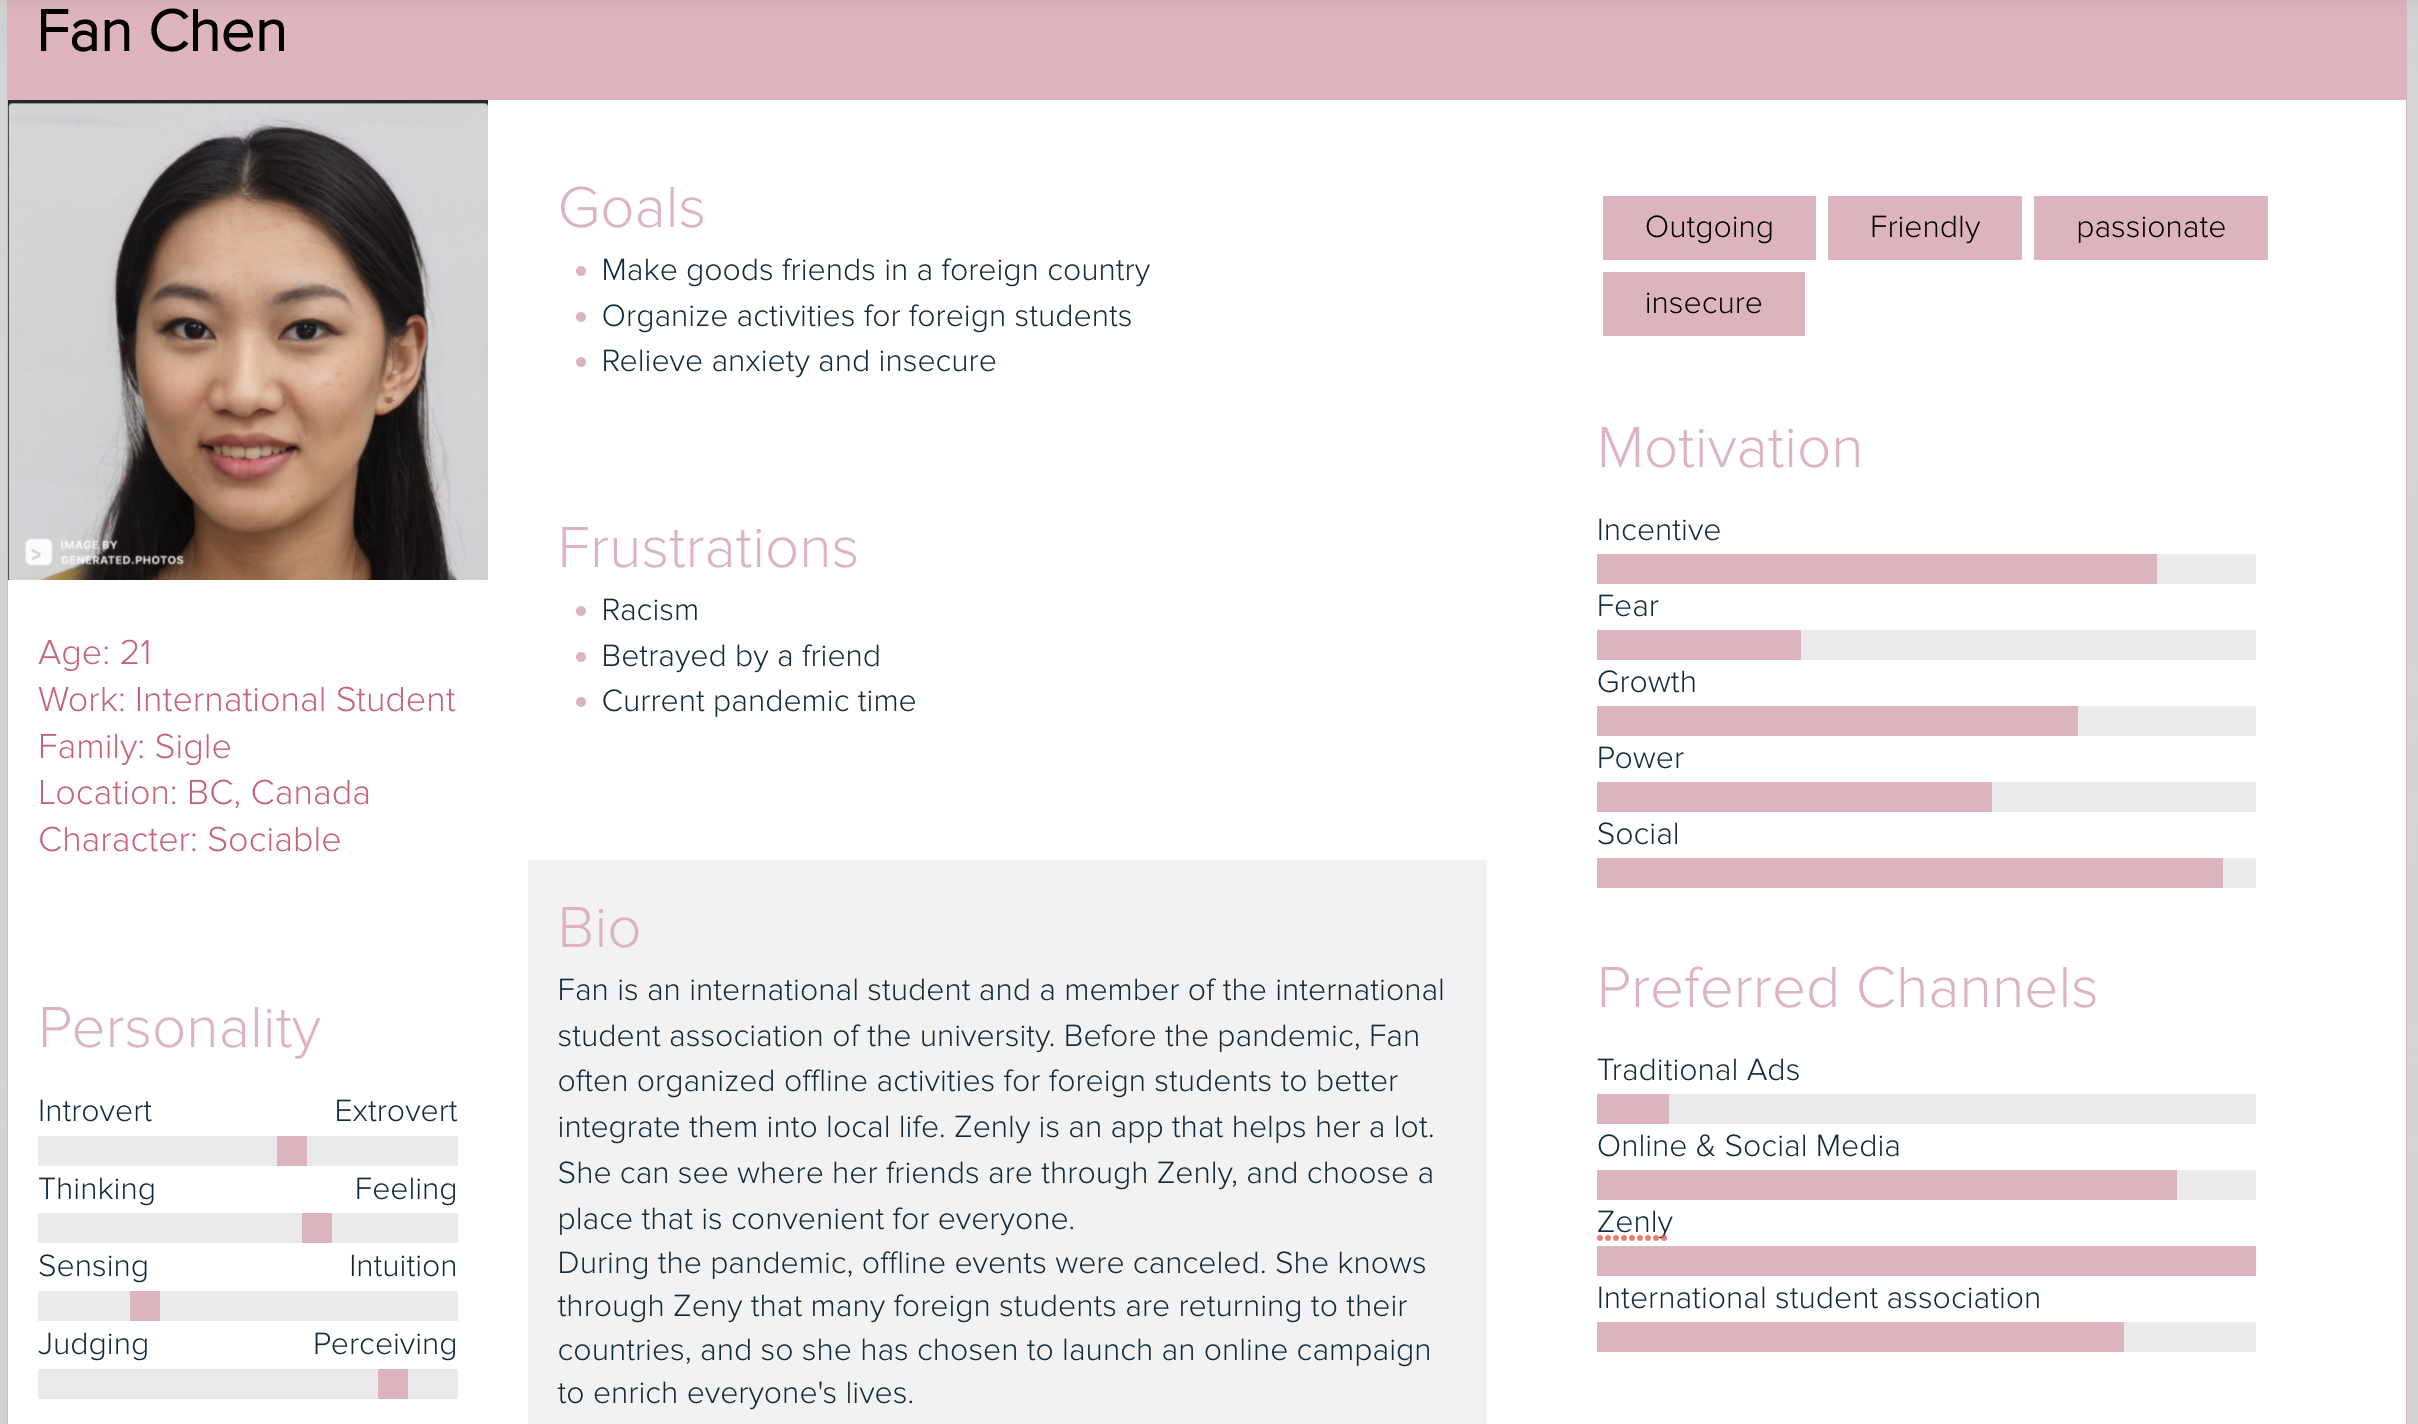 Fan Chen
IMAGE BY
GENERATED.PHOTOS
Age: 21
Work: International Student
Family: Sigle
Location: BC, Canada
Character: Sociable
Personality
Introvert Extrovert
Thinking Feeling
Sensing Intuition
Judging Perceiving
Goals
Make goods friends in a foreign country
Organize activities for foreign students
Relieve anxiety and insecure
Frustrations
Racism
Betrayed by a friend
Current pandemic time
Bio
Fan is an international student and a member of the international
student association of the university. Before the pandemic, Fan
often organized offline activities for foreign students to better
integrate them into local life. Zenly is an app that helps her a lot.
She can see where her friends are through Zenly, and choose a
place that is convenient for everyone.
During the pandemic, offline events were canceled. She knows
through Zeny that many foreign students are returning to their
countries, and so she has chosen to launch an online campaign
to enrich everyone's lives.
Outgoing Friendly passionate
insecure
Motivation
Incentive
Fear
Growth
Power
Social
Preferred Channels
Traditional Ads
Online & Social Media
Zenly
International student association